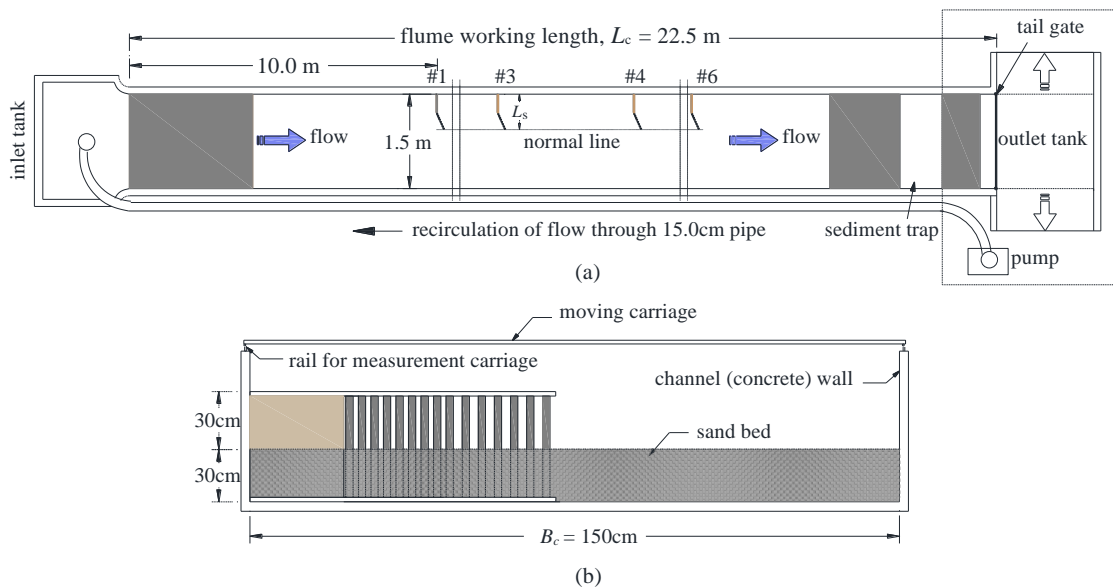 flume working length, Lc = 22.5 m
tail gate
10.0 m
#1
#3
#4
#6
inlet tank
Ls
flow
1.5 m
normal line
flow
outlet tank
recirculation of flow through 15.0cm pipe
sediment trap
pump
(a)
moving carriage
rail for measurement carriage
channel (concrete) wall
30cm
sand bed
30cm
Bc = 150cm
(b)